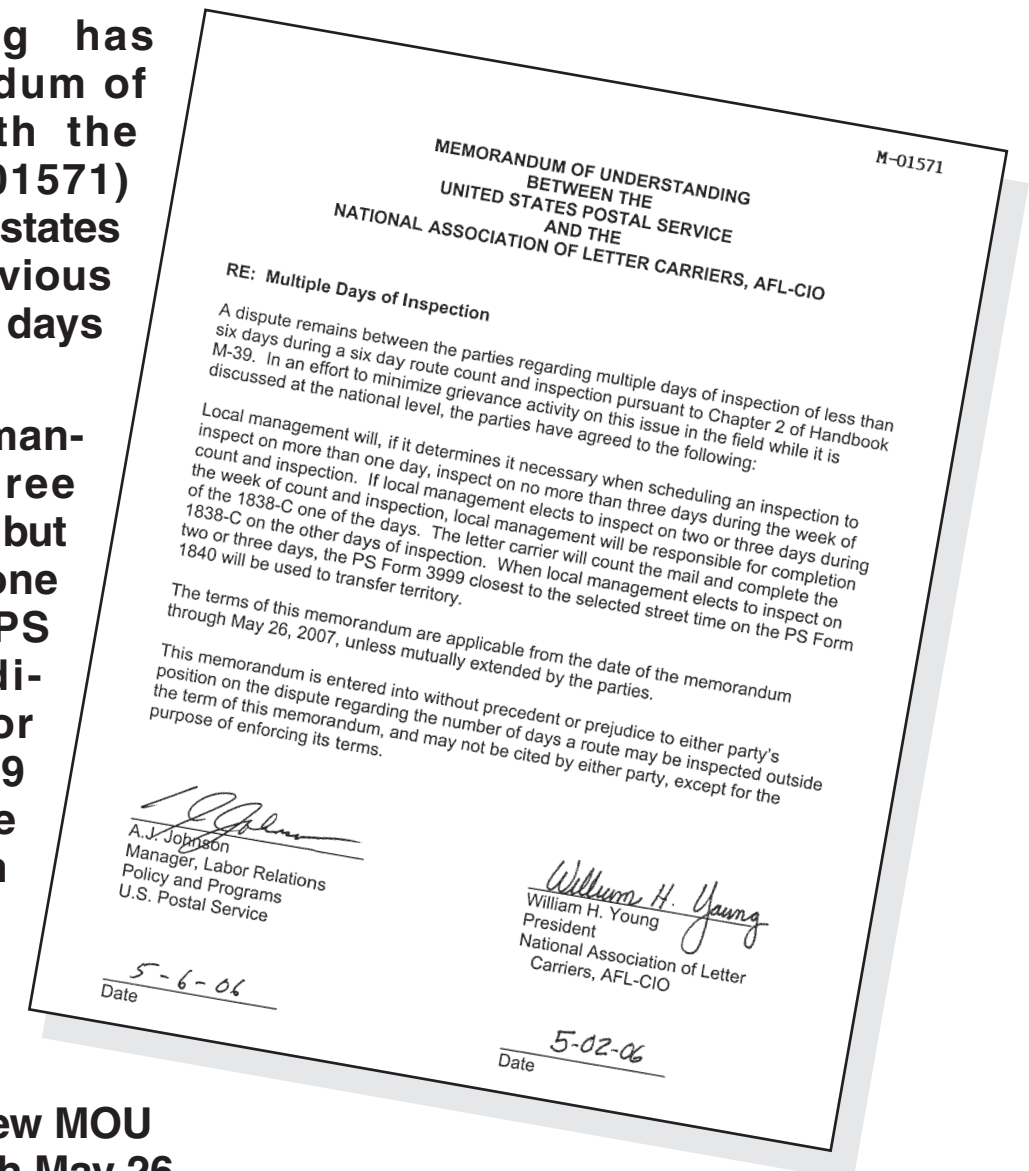 g has
dum of
th the
01571)
states
vious
days
man-
ree
but
one
PS
di-
or
9
e
ew MOU
h May 26
M-01571
MEMORANDUM OF UNDERSTANDING
BETWEEN THE
UNITED STATES POSTAL SERVICE
AND THE
NATIONAL ASSOCIATION OF LETTER CARRIERS, AFL-CIO
RE: Multiple Days of Inspection
A dispute remains between the parties regarding multiple days of inspection of less than
six days during a six day route count and inspection pursuant to Chapter 2 of Handbook
M-39. In an effort to minimize grievance activity on this issue in the field while it is
discussed at the national level, the parties have agreed to the following:
Local management will, if it determines it necessary when scheduling an inspection to
inspect on more than one day, inspect on no more than three days during the week of
count and inspection. If local management elects to inspect on two or three days during
the week of count and inspection, local management will be responsible for completion
of the 1838-C one of the days. The letter carrier will count the mail and complete the
1838-C on the other days of inspection. When local management elects to inspect on
two or three days, the PS Form 3999 closest to the selected street time on the PS Form
1840 will be used to transfer territory.
The terms of this memorandum are applicable from the date of the memorandum
through May 26, 2007, unless mutually extended by the parties.
This memorandum is entered into without precedent or prejudice to either party's
position on the dispute regarding the number of days a route may be inspected outside
the term of this memorandum, and may not be cited by either party, except for the
purpose of enforcing its terms.
A.J. Johnson
Manager, Labor Relations
Policy and Programs
U.S. Postal Service
5-6-06
Date
William H. Young
William H. Young
President
National Association of Letter
Carriers, AFL-CIO
5-02-06
Date